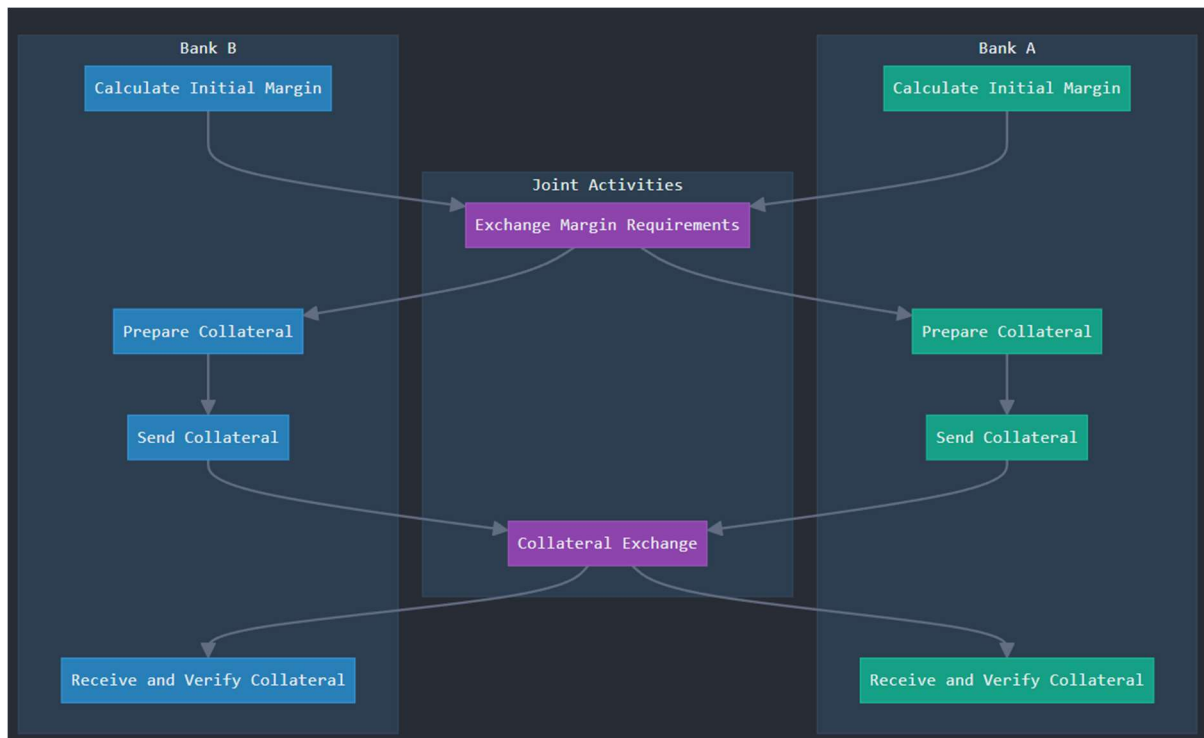 Bank B
Bank A
Calculate Initial Margin
Calculate Initial Margin
Joint Activities
Exchange Margin Requirements
Prepare Collateral
Prepare Collateral
Send Collateral
Send Collateral
Collateral Exchange
Receive and Verify Collateral
Receive and Verify Collateral